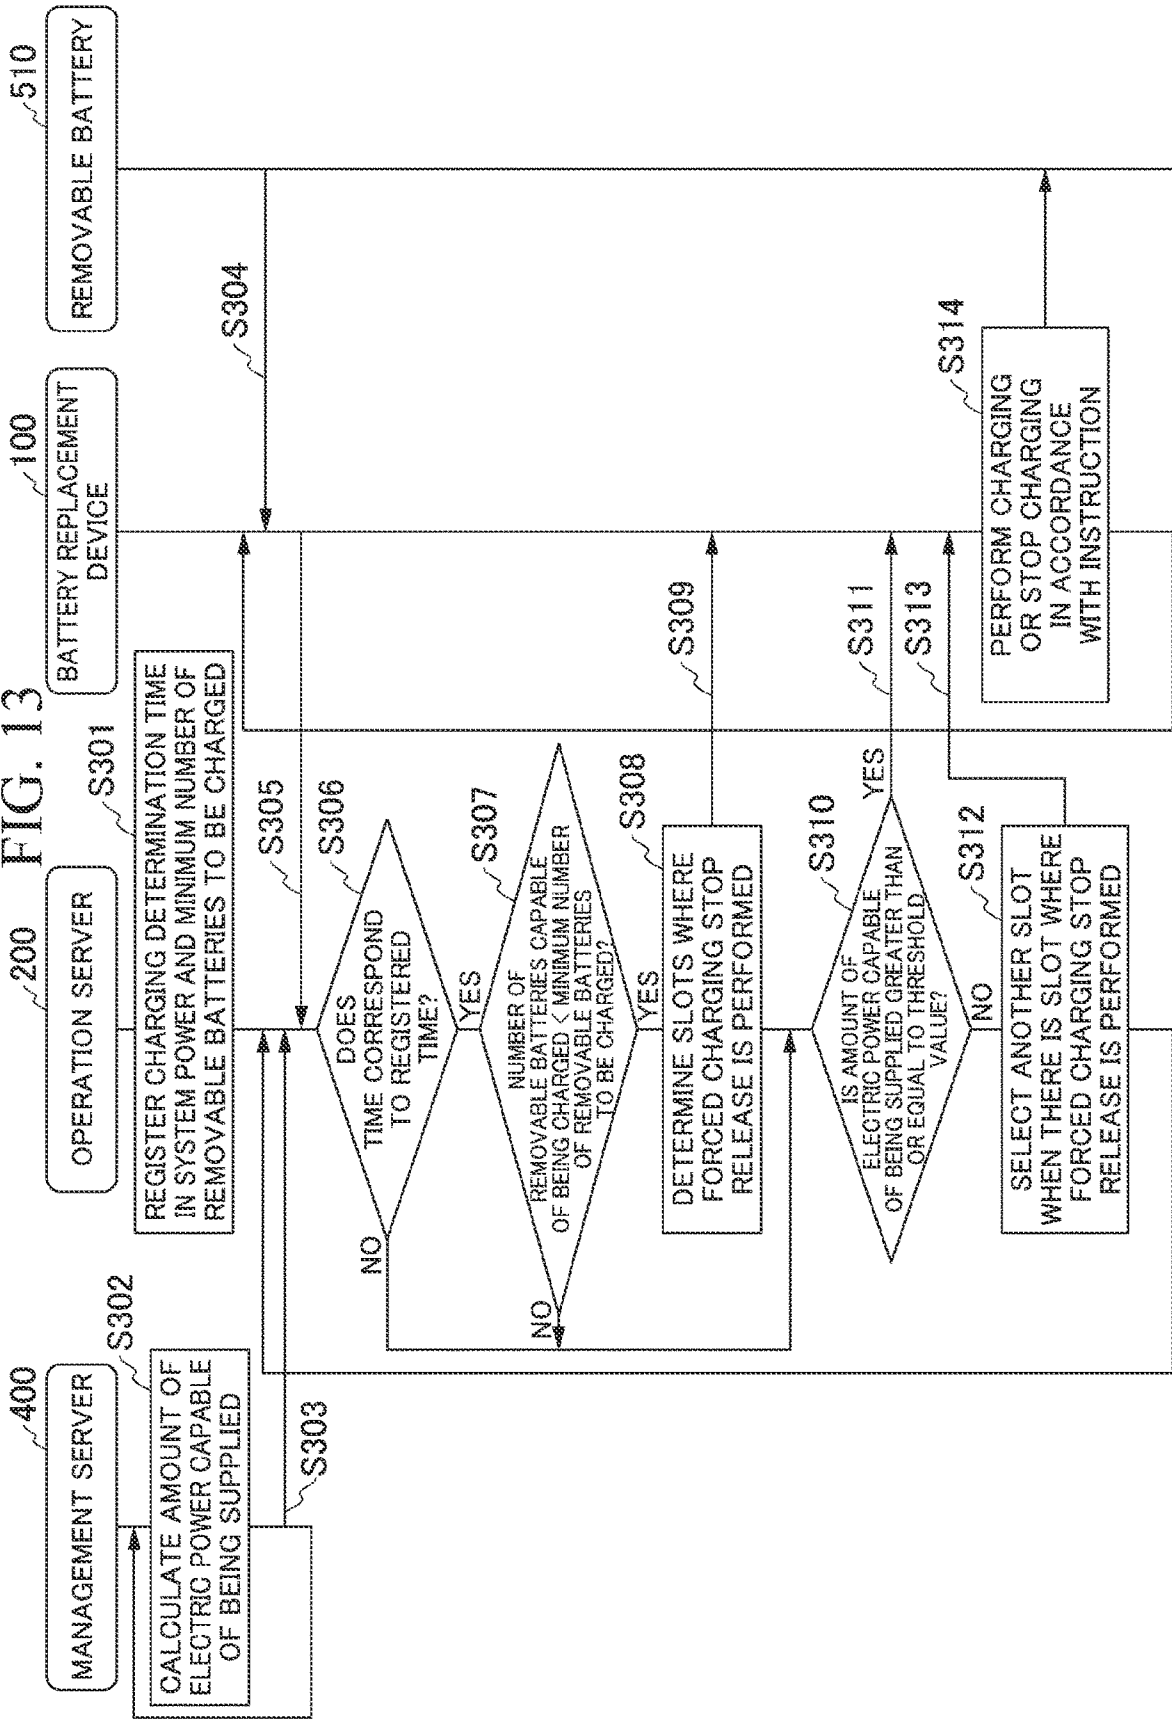 FIG. 13
400
MANAGEMENT SERVER
200
OPERATION SERVER
100
BATTERY REPLACEMENT
DEVICE
510
REMOVABLE BATTERY
S301
REGISTER CHARGING DETERMINATION TIME
IN SYSTEM POWER AND MINIMUM NUMBER OF
REMOVABLE BATTERIES TO BE CHARGED
S302
CALCULATE AMOUNT OF
ELECTRIC POWER CAPABLE
OF BEING SUPPLIED
S303
S304
S305
S306
DOES
TIME CORRESPOND
TO REGISTERED
TIME?
NO
YES
S307
NUMBER OF
REMOVABLE BATTERIES CAPABLE
OF BEING CHARGED < MINIMUM NUMBER
OF REMOVABLE BATTERIES
TO BE CHARGED?
NO
YES
S308
DETERMINE SLOTS WHERE
FORCED CHARGING STOP
RELEASE IS PERFORMED
S309
S310
IS AMOUNT OF
ELECTRIC POWER CAPABLE
OF BEING SUPPLIED GREATER THAN
OR EQUAL TO THRESHOLD
VALUE?
YES
NO
S311
S312
SELECT ANOTHER SLOT
WHEN THERE IS SLOT WHERE
FORCED CHARGING STOP
RELEASE IS PERFORMED
S313
S314
PERFORM CHARGING
OR STOP CHARGING
IN ACCORDANCE
WITH INSTRUCTION